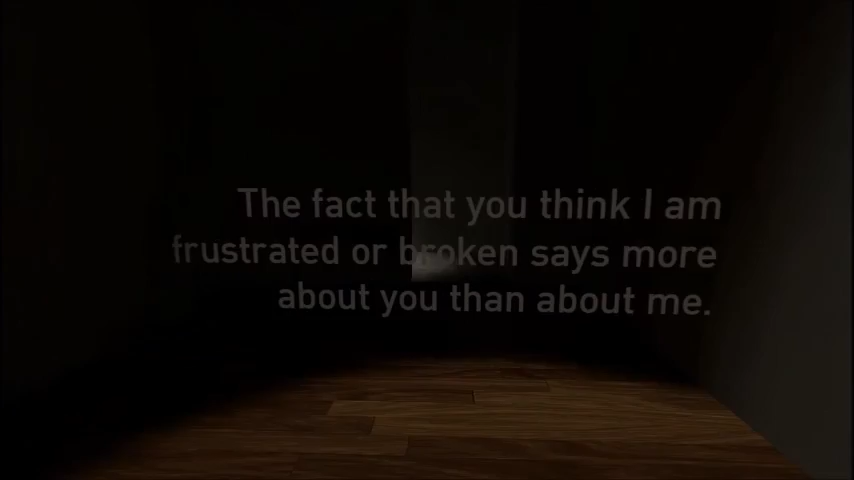 The fact that you think I am
frustrated or broken says more
about you than about me.